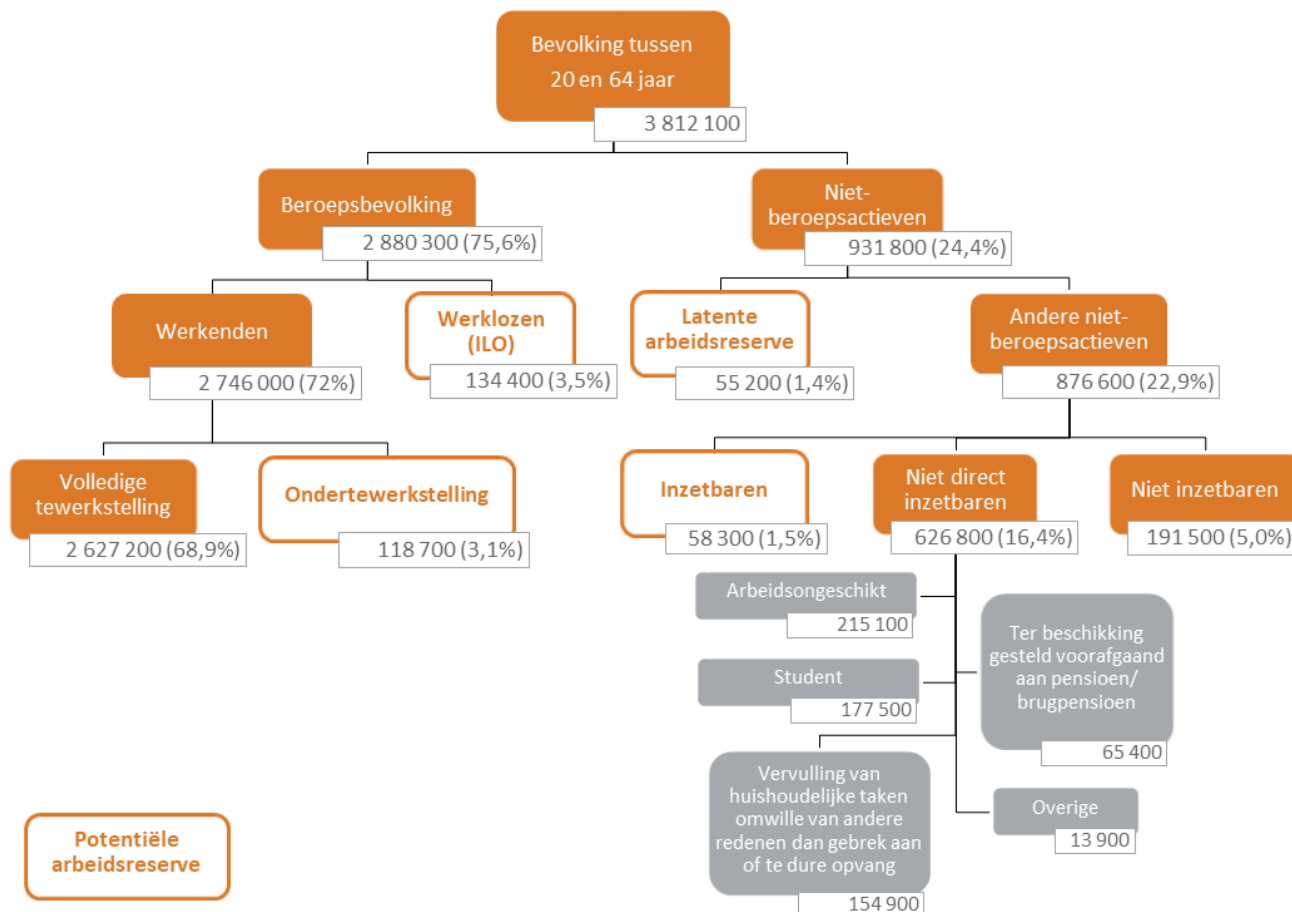 Bevolking tussen
20 en 64 jaar
3 812 100
Beroepsbevolking
2 880 300 (75,6%)
Niet-
beroepsactieven
931 800 (24,4%)
Werkenden
2 746 000 (72%)
Werklozen
(ILO)
134 400 (3,5%)
Latente
arbeidsreserve
55 200 (1,4%)
Andere niet-
beroepsactieven
876 600 (22,9%)
Volledige
tewerkstelling
2 627 200 (68,9%)
Ondertewerkstelling
118 700 (3,1%)
Inzetbaren
58 300 (1,5%)
Niet direct
inzetbaren
626 800 (16,4%)
Niet inzetbaren
191 500 (5,0%)
Arbeidsongeschikt
215 100
Student
177 500
Ter beschikking
gesteld voorafgaand
aan pensioen/
brugpensioen
65 400
Vervulling van
huishoudelijke taken
omwille van andere
redenen dan gebrek aan
of te dure opvang
154 900
Overige
13 900
Potentiële
arbeidsreserve